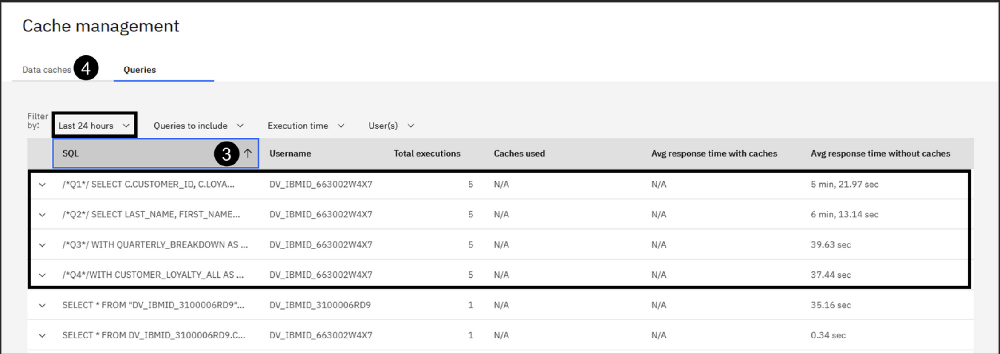 Cache management
Data caches 4 Queries
Filter by: Last 24 hours Queries to include Execution time User(s)
SQL 3 ↑ Username Total executions Caches used Avg response time with caches Avg response time without caches
/*Q1*/ SELECT C.CUSTOMER_ID, C.LOYA... DV_IBMID_663002W4X7 5 N/A N/A 5 min, 21.97 sec
/*Q2*/ SELECT LAST_NAME, FIRST_NAME... DV_IBMID_663002W4X7 5 N/A N/A 6 min, 13.14 sec
/*Q3*/ WITH QUARTERLY_BREAKDOWN AS ... DV_IBMID_663002W4X7 5 N/A N/A 39.63 sec
/*Q4*/WITH CUSTOMER_LOYALTY_ALL AS ... DV_IBMID_663002W4X7 5 N/A N/A 37.44 sec
SELECT * FROM "DV_IBMID_3100006RD9"... DV_IBMID_3100006RD9 1 N/A N/A 35.16 sec
SELECT * FROM DV_IBMID_3100006RD9.C... DV_IBMID_663002W4X7 1 N/A N/A 0.34 sec